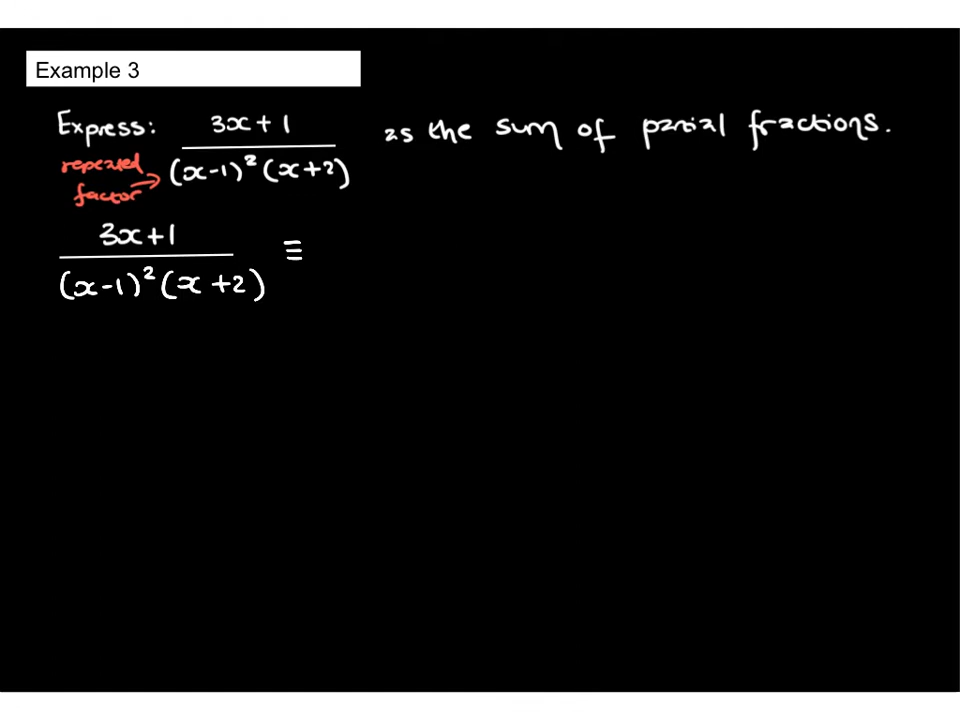 Example 3
Express: 3x + 1 / (x-1)² (x+2) as the sum of partial fractions.
repeated factor →
3x+1 / (x-1)² (x+2) ≡